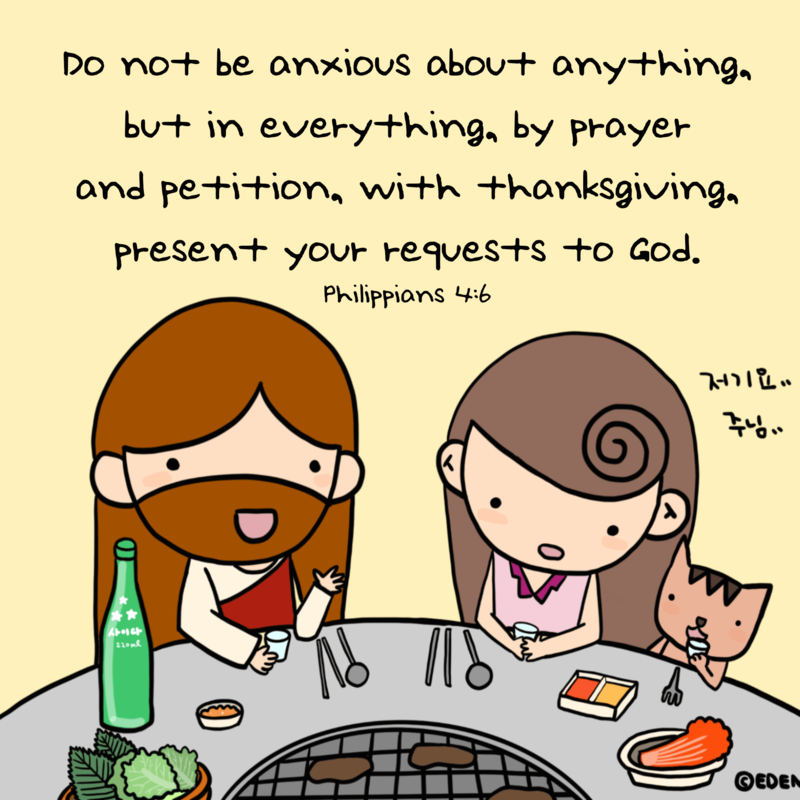 Do not be anxious about anything,
but in everything, by prayer
and petition, with thanksgiving,
present your requests to God.
Philippians 4:6
저기요..
주님..
사이다
220ml
©EDEN